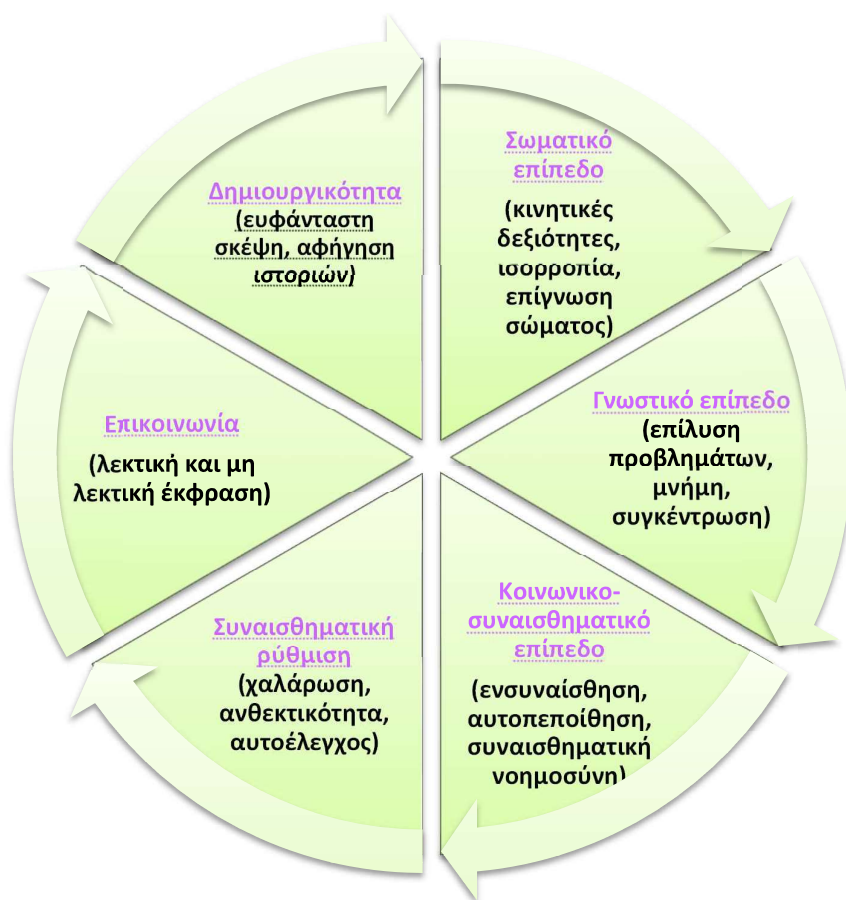 Σωματικό
επίπεδο
(κινητικές
δεξιότητες,
ισορροπία,
επίγνωση
σώματος)
Γνωστικό επίπεδο
(επίλυση
προβλημάτων,
μνήμη,
συγκέντρωση)
Κοινωνικο-
συναισθηματικό
επίπεδο
(ενσυναίσθηση,
αυτοπεποίθηση,
συναισθηματική
νοημοσύνη)
Συναισθηματική
ρύθμιση
(χαλάρωση,
ανθεκτικότητα,
αυτοέλεγχος)
Επικοινωνία
(λεκτική και μη
λεκτική έκφραση)
Δημιουργικότητα
(ευφάνταστη
σκέψη, αφήγηση
ιστοριών)